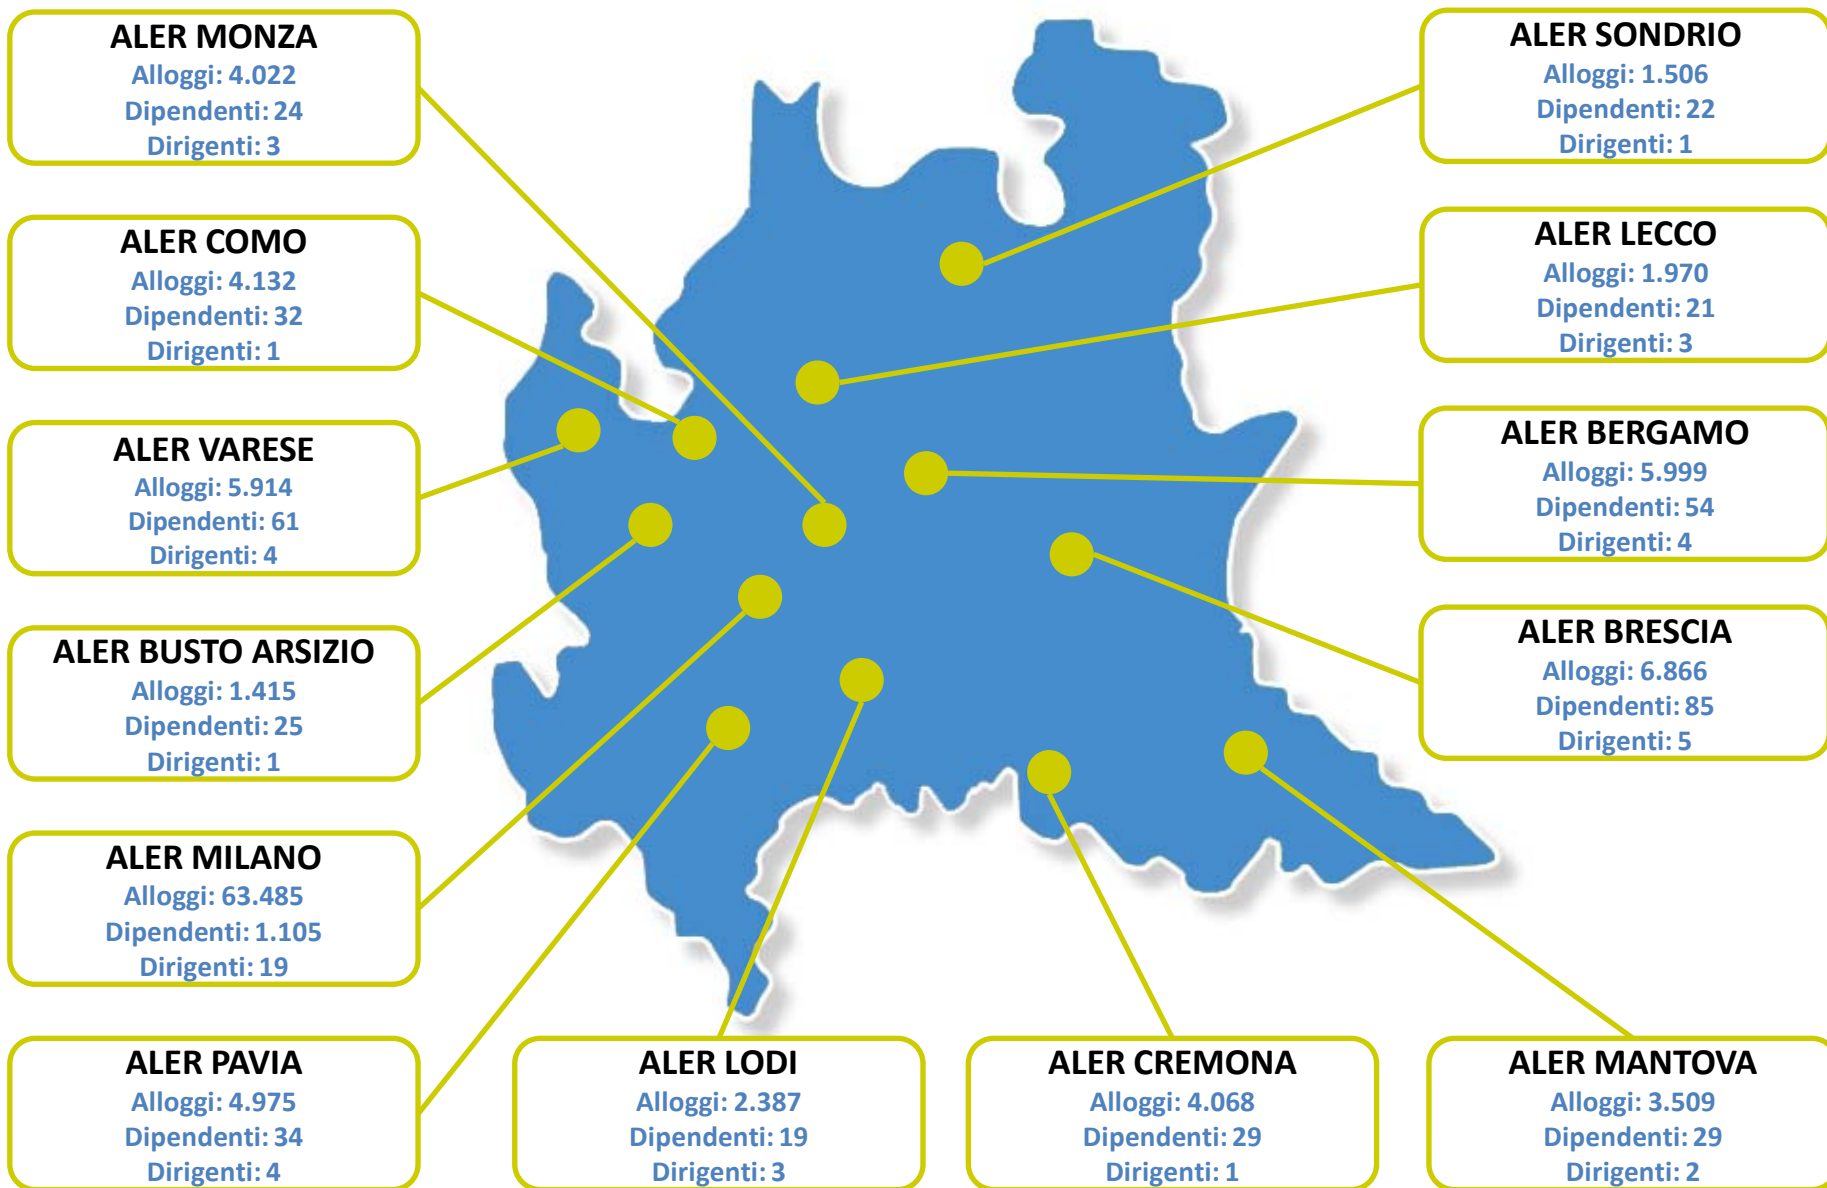 ALER MONZA
Alloggi: 4.022
Dipendenti: 24
Dirigenti: 3
ALER COMO
Alloggi: 4.132
Dipendenti: 32
Dirigenti: 1
ALER VARESE
Alloggi: 5.914
Dipendenti: 61
Dirigenti: 4
ALER BUSTO ARSIZIO
Alloggi: 1.415
Dipendenti: 25
Dirigenti: 1
ALER MILANO
Alloggi: 63.485
Dipendenti: 1.105
Dirigenti: 19
ALER PAVIA
Alloggi: 4.975
Dipendenti: 34
Dirigenti: 4
ALER LODI
Alloggi: 2.387
Dipendenti: 19
Dirigenti: 3
ALER CREMONA
Alloggi: 4.068
Dipendenti: 29
Dirigenti: 1
ALER MANTOVA
Alloggi: 3.509
Dipendenti: 29
Dirigenti: 2
ALER SONDRIO
Alloggi: 1.506
Dipendenti: 22
Dirigenti: 1
ALER LECCO
Alloggi: 1.970
Dipendenti: 21
Dirigenti: 3
ALER BERGAMO
Alloggi: 5.999
Dipendenti: 54
Dirigenti: 4
ALER BRESCIA
Alloggi: 6.866
Dipendenti: 85
Dirigenti: 5